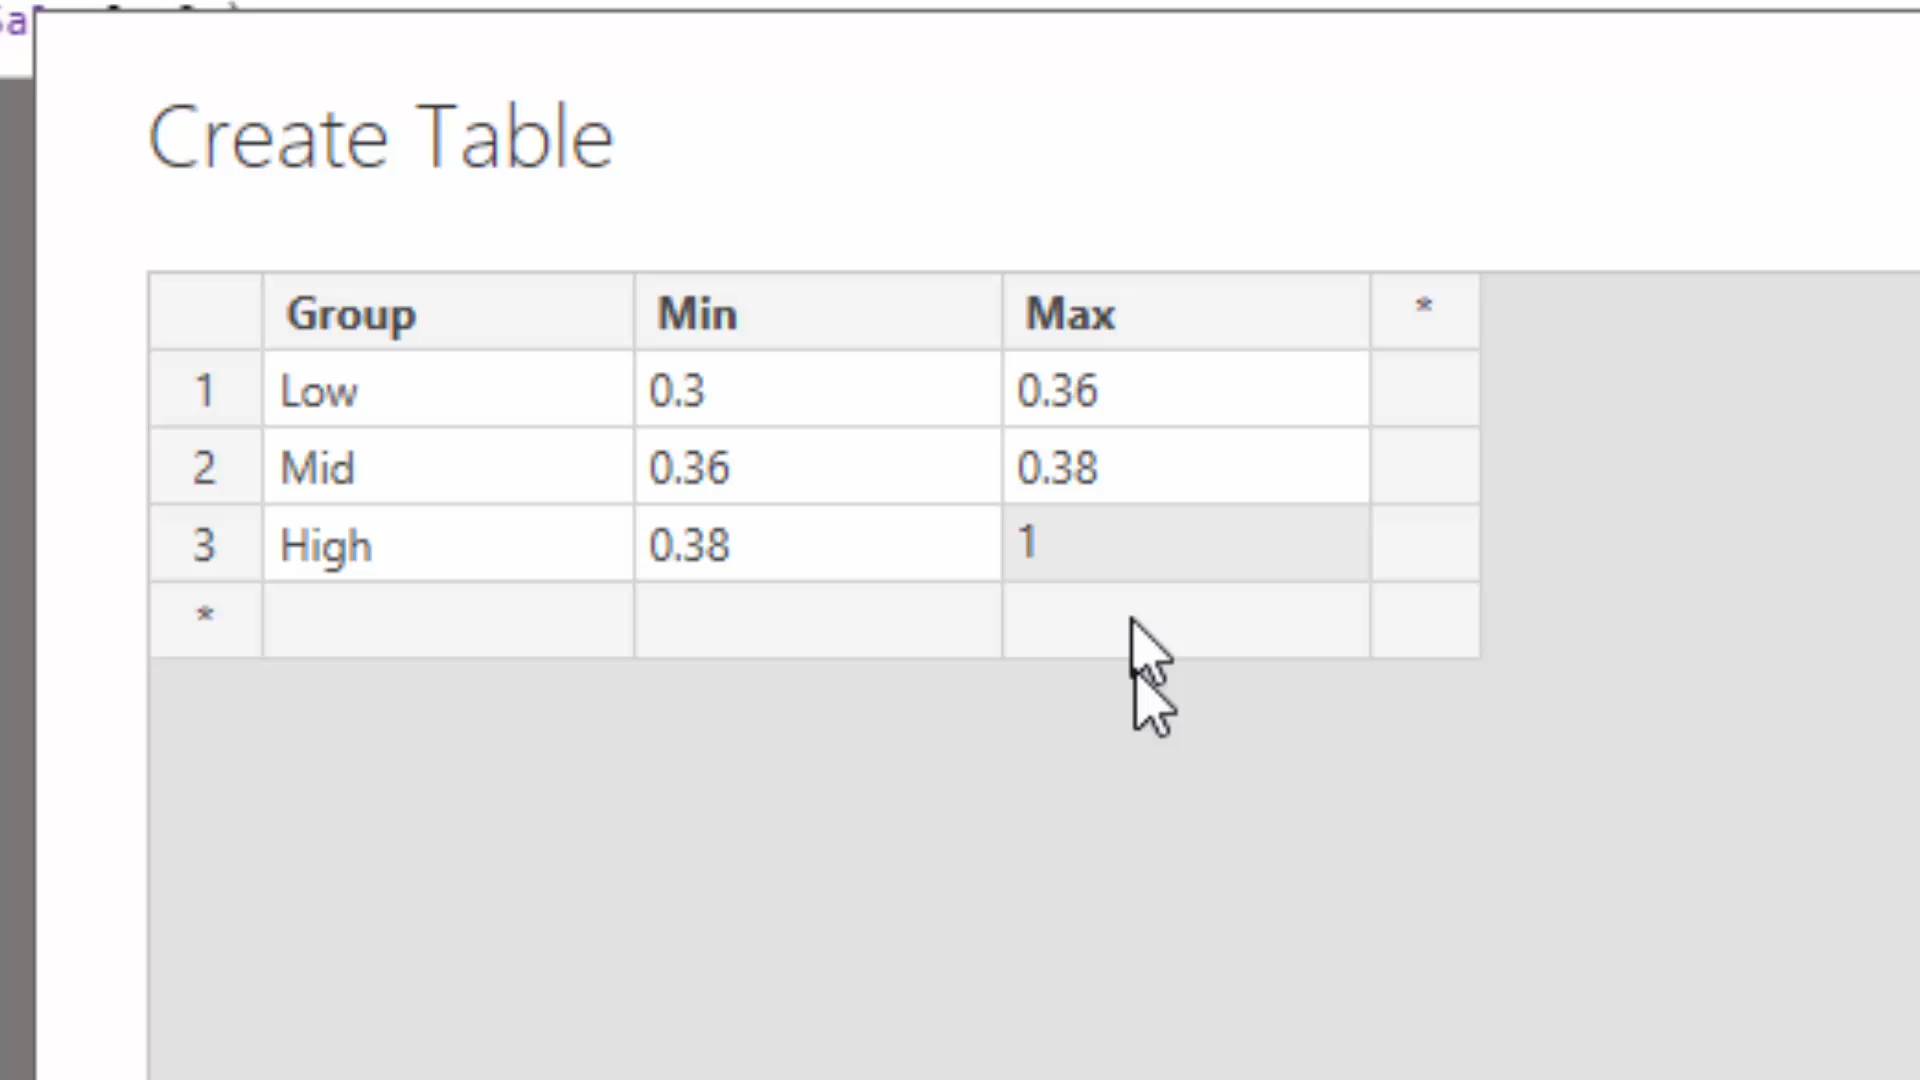 Create Table
Group Min Max *
1 Low 0.3 0.36
2 Mid 0.36 0.38
3 High 0.38 1
*